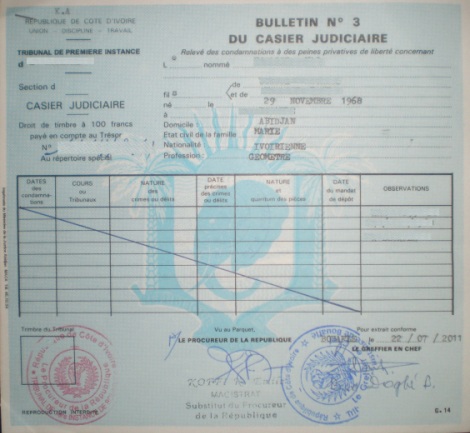 REPUBLIQUE DE COTE D'IVOIRE
UNION - DISCIPLINE - TRAVAIL
TRIBUNAL DE PREMIERE INSTANCE
d
Section d
CASIER JUDICIAIRE
Droit de timbre à 100 francs
payé en compte au Trésor
N°
Au répertoire spécial
BULLETIN N° 3
DU CASIER JUDICIAIRE
Relevé des condamnations à des peines privatives de liberté concernant
L nommé
de
fil et de
né le 29 NOVEMBRE 1968
à
Domicile ABIDJAN
Etat civil de la famille MARIE
Nationalité IVOIRIENNE
Profession GEOMETRE
DATES des condamnations
COURS ou Tribunaux
NATURE des crimes ou délits
DATE précises des crimes ou délits
NATURE et quantum des peines
DATE du mandat de dépôt
OBSERVATIONS
Timbre du Tribunal
Vu au Parquet,
LE PROCUREUR DE LA REPUBLIQUE
Pour extrait conforme
le 22 / 07 / 2011
LE GREFFIER EN CHEF
MAGISTRAT
Substitut du Procureur
de la République
REPRODUCTION INTERDITE
G. 14